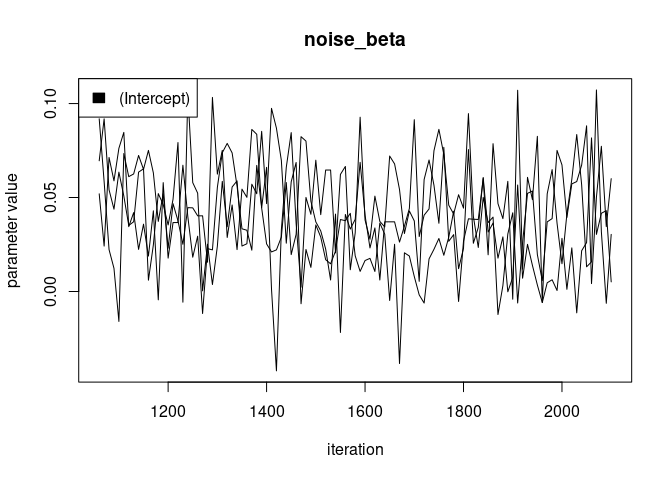 noise_beta
(Intercept)
parameter value
0.10
0.05
0.00
1200 1400 1600 1800 2000
iteration